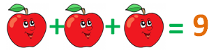 + + = 9